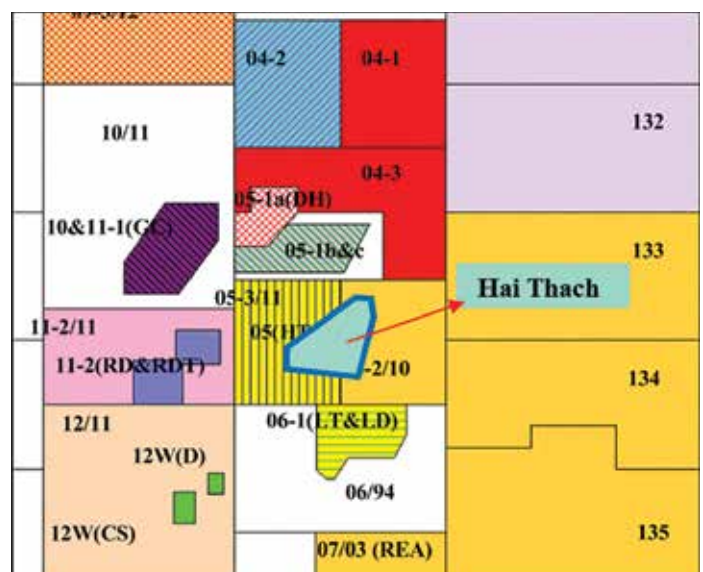 04-2
04-1
132
10/11
04-3
05-1a(DH)
10&11-1(GC)
05-1b&c
133
05-3/11
Hai Thach
11-2/11
05(HT
11-2(RD&RDT)
-2/10
134
12/11
06-1(LT&LD)
12W(D)
06/94
12W(CS)
07/03 (REA)
135